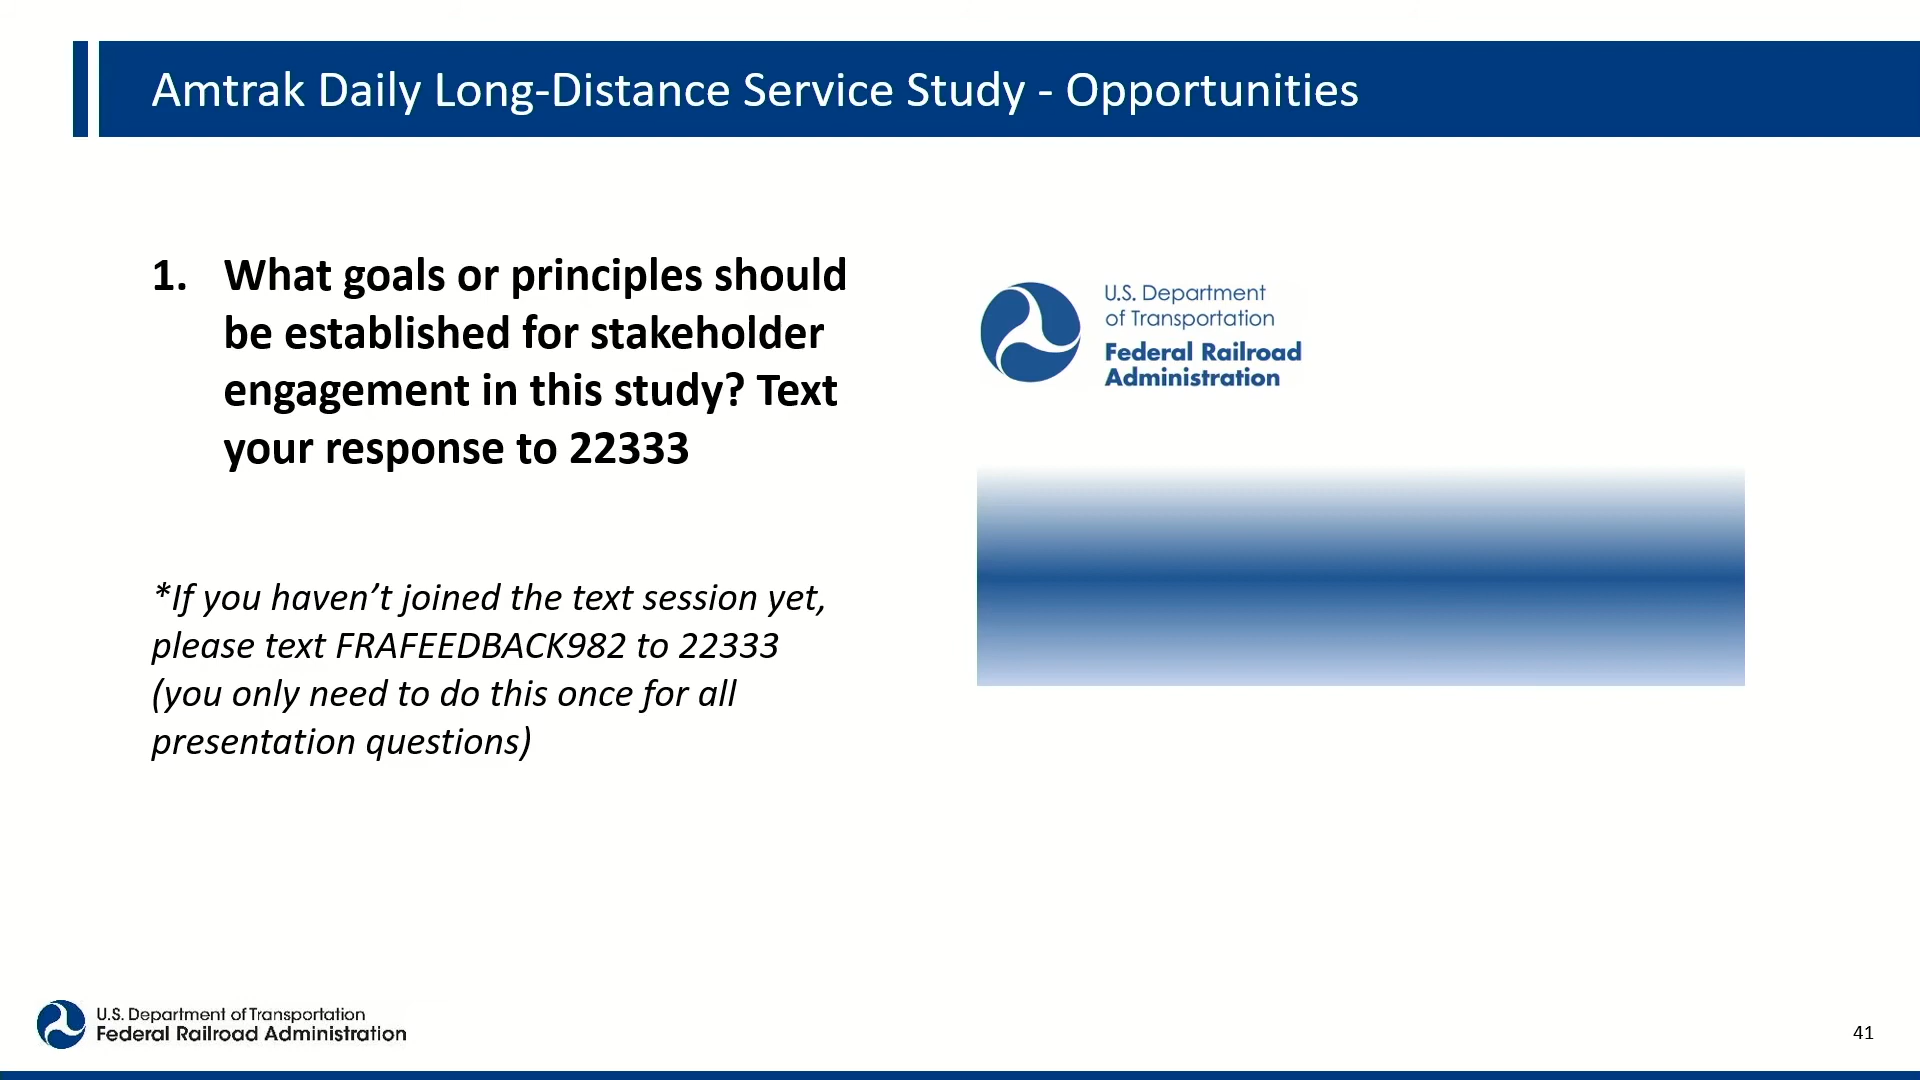 Amtrak Daily Long-Distance Service Study - Opportunities
1. What goals or principles should
be established for stakeholder
engagement in this study? Text
your response to 22333
*If you haven’t joined the text session yet,
please text FRAFEEDBACK982 to 22333
(you only need to do this once for all
presentation questions)
U.S. Department
of Transportation
Federal Railroad
Administration
U.S. Department of Transportation
Federal Railroad Administration
41